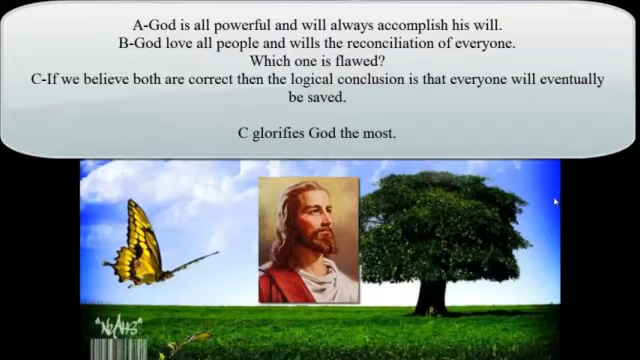 A-God is all powerful and will always accomplish his will.
B-God love all people and wills the reconciliation of everyone.
Which one is flawed?
C-If we believe both are correct then the logical conclusion is that everyone will eventually
be saved.
C glorifies God the most.